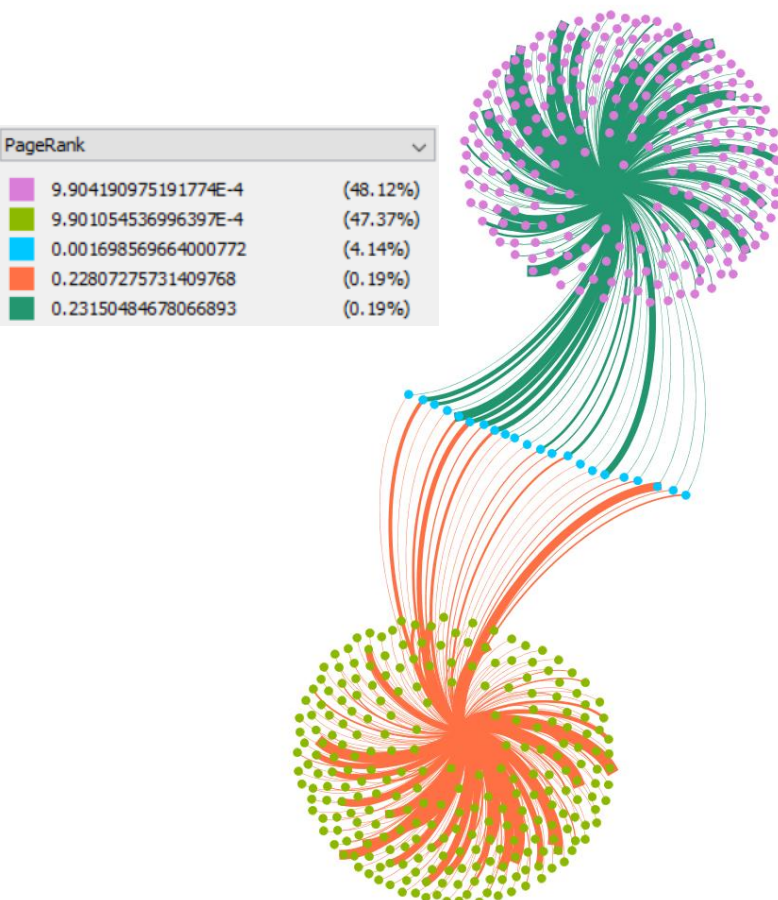 PageRank
9.904190975191774E-4 (48.12%)
9.901054536996397E-4 (47.37%)
0.001698569664000772 (4.14%)
0.22807275731409768 (0.19%)
0.23150484678066893 (0.19%)